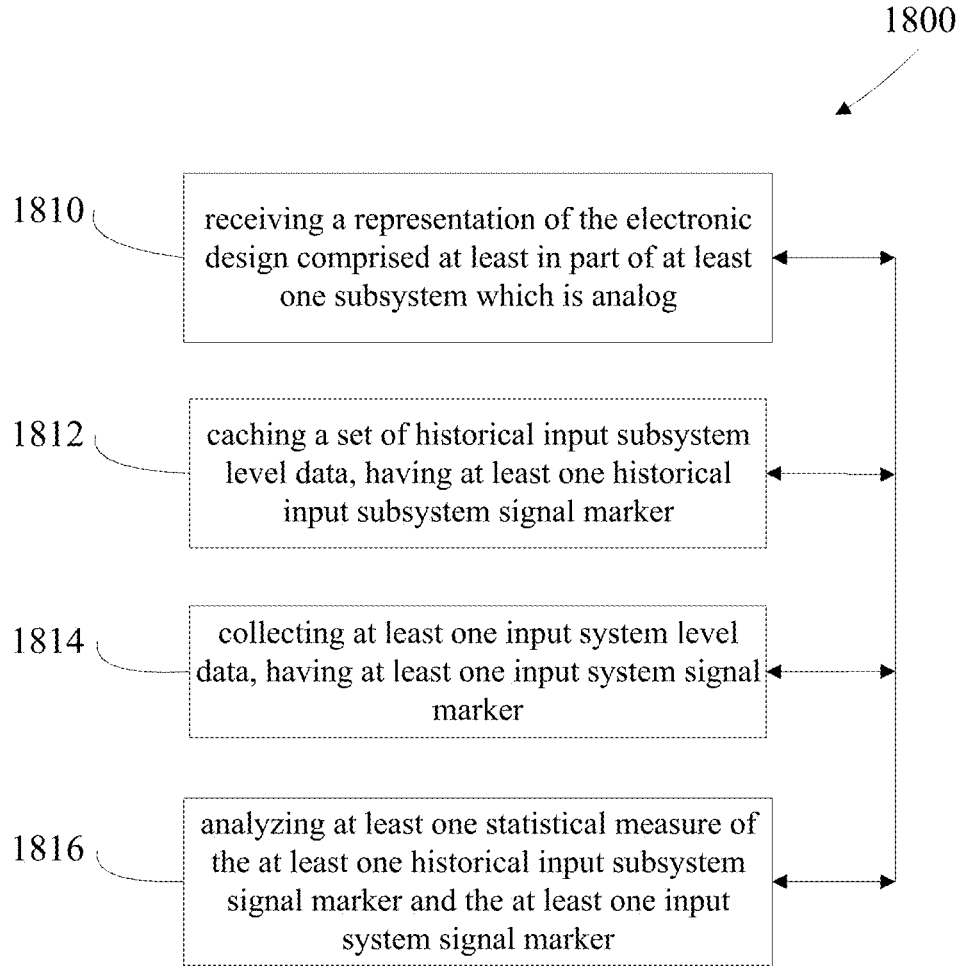 1800
1810
receiving a representation of the electronic
design comprised at least in part of at least
one subsystem which is analog
1812
caching a set of historical input subsystem
level data, having at least one historical
input subsystem signal marker
1814
collecting at least one input system level
data, having at least one input system signal
marker
1816
analyzing at least one statistical measure of
the at least one historical input subsystem
signal marker and the at least one input
system signal marker